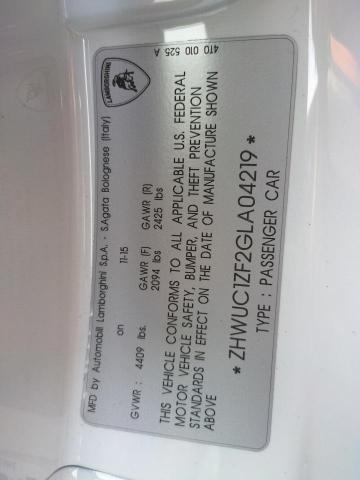 4T0 010 525 A
LAMBORGHINI
MFD by Automobili Lamborghini S.p.A. - S.Agata Bolognese (Italy)
on 11-15
GVWR : 4409 lbs. GAWR (F) GAWR (R)
2094 lbs 2425 lbs
THIS VEHICLE CONFORMS TO ALL APPLICABLE U.S. FEDERAL
MOTOR VEHICLE SAFETY, BUMPER, AND THEFT PREVENTION
STANDARDS IN EFFECT ON THE DATE OF MANUFACTURE SHOWN
ABOVE
* ZHWUC1ZF2GLA04219 *
TYPE : PASSENGER CAR